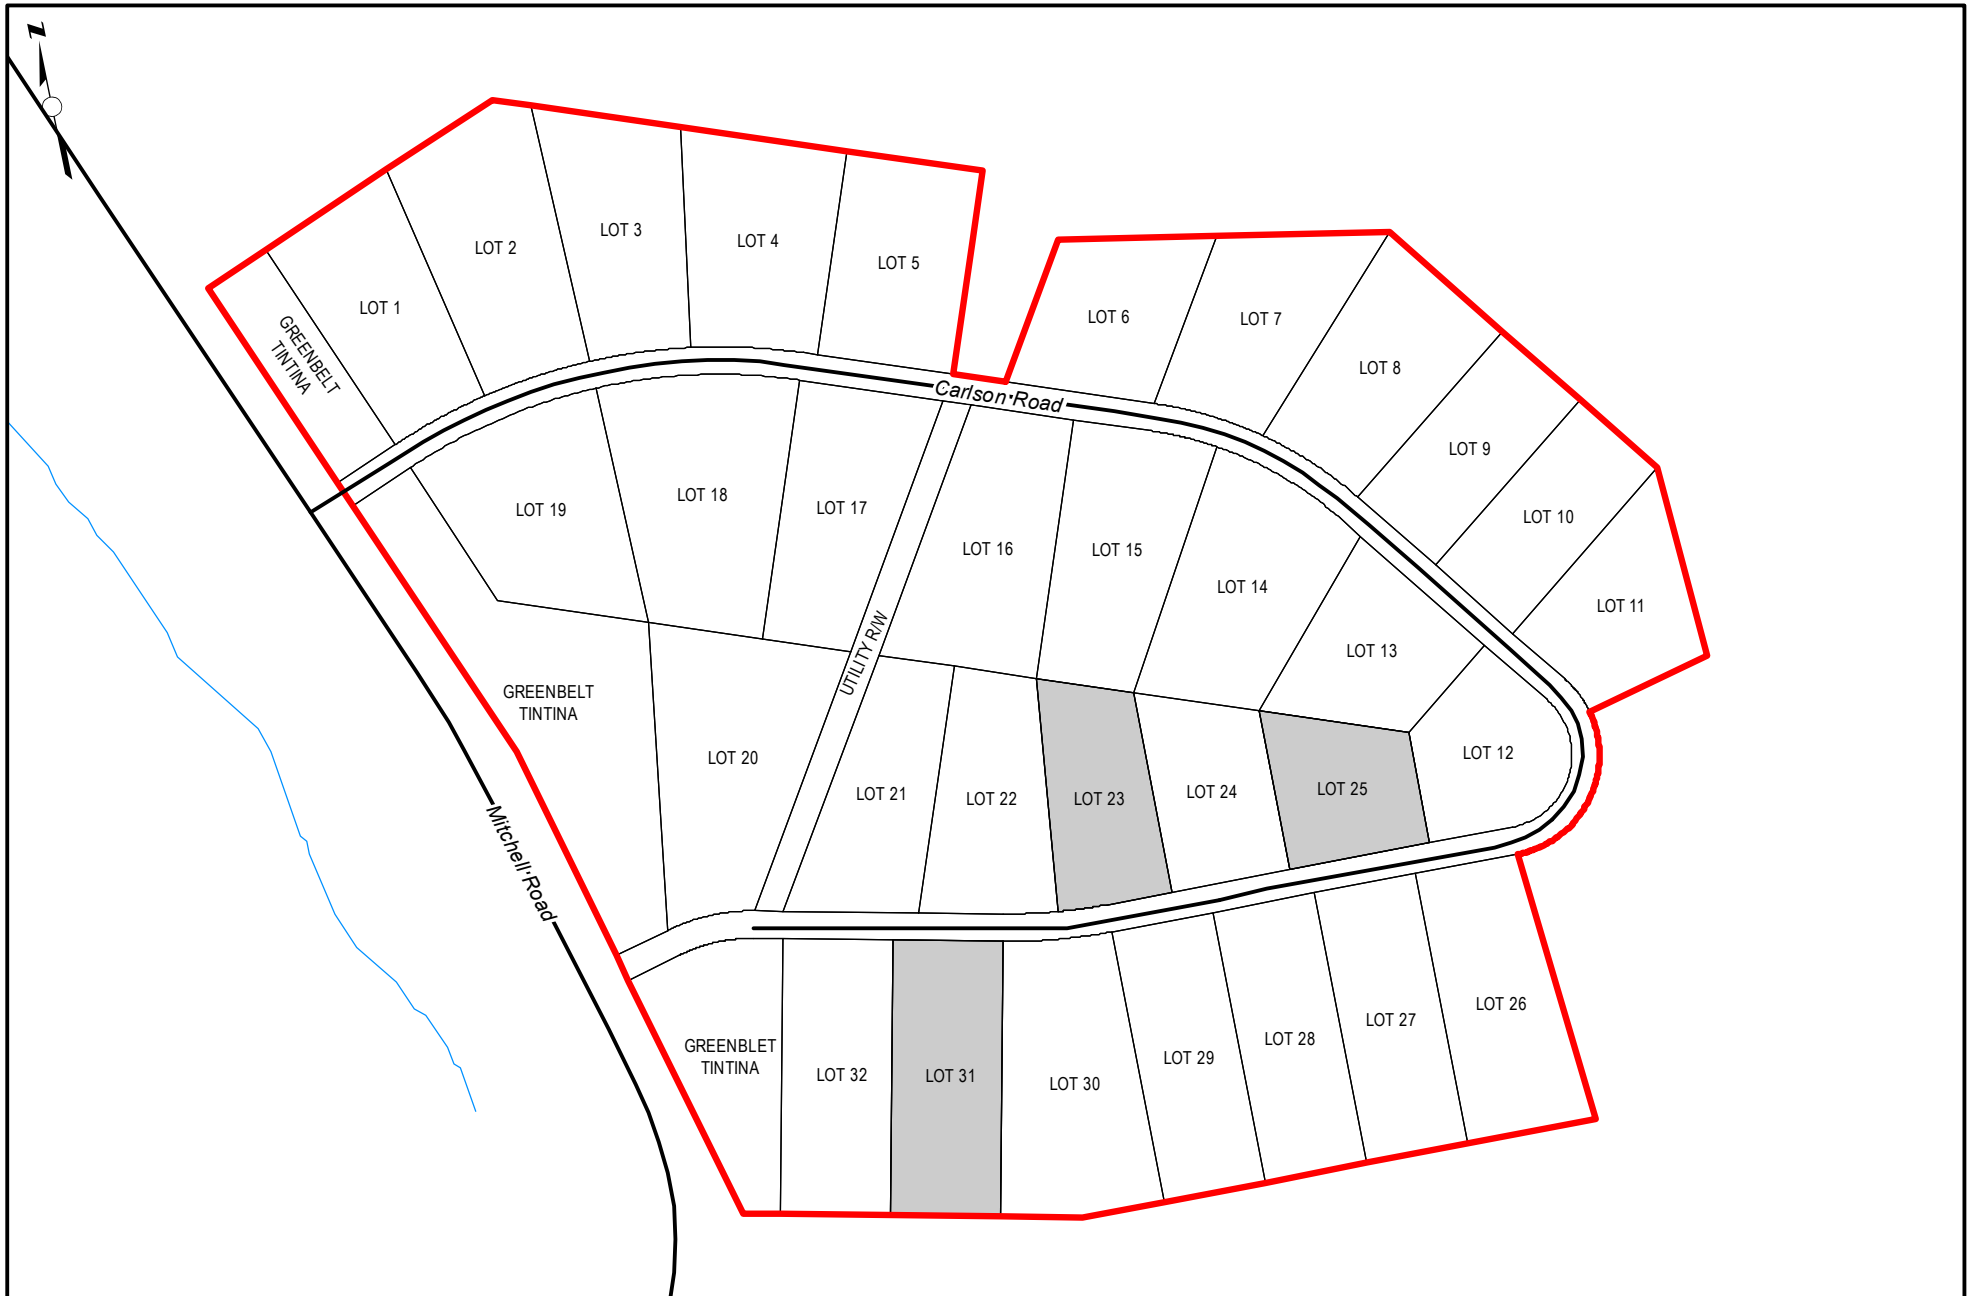 N
LOT 1
LOT 2
LOT 3
LOT 4
LOT 5
LOT 6
LOT 7
LOT 8
LOT 9
LOT 10
LOT 11
GREENBELT
TINTINA
Carlson Road
LOT 19
LOT 18
LOT 17
LOT 16
LOT 15
LOT 14
LOT 13
LOT 12
UTILITY R/W
GREENBELT
TINTINA
LOT 20
LOT 21
LOT 22
LOT 23
LOT 24
LOT 25
Mitchell Road
GREENBLET
TINTINA
LOT 32
LOT 31
LOT 30
LOT 29
LOT 28
LOT 27
LOT 26